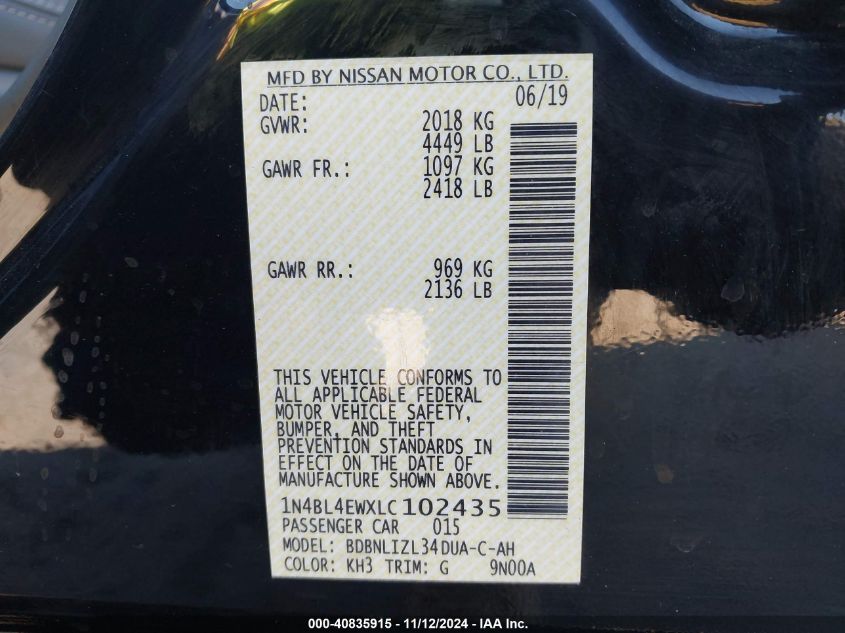 MFD BY NISSAN MOTOR CO., LTD.
DATE: 06/19
GVWR: 2018 KG
4449 LB
GAWR FR.: 1097 KG
2418 LB
GAWR RR.: 969 KG
2136 LB
THIS VEHICLE CONFORMS TO
ALL APPLICABLE FEDERAL
MOTOR VEHICLE SAFETY,
BUMPER, AND THEFT
PREVENTION STANDARDS IN
EFFECT ON THE DATE OF
MANUFACTURE SHOWN ABOVE.
1N4BL4EWXLC102435
PASSENGER CAR 015
MODEL: BDBNLIZL34DUA-C-AH
COLOR: KH3 TRIM: G 9N00A
000-40835915 - 11/12/2024 - IAA Inc.